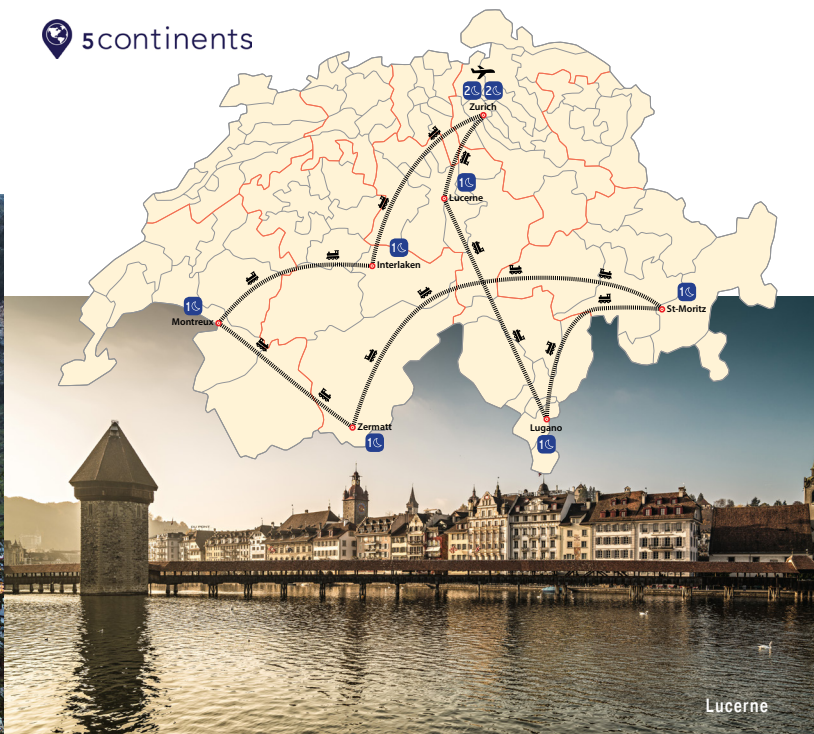 5continents
2 2
Zurich
1
Lucerne
1
Interlaken
1
Montreux
1
St-Moritz
Zermatt
1
Lugano
1
Lucerne